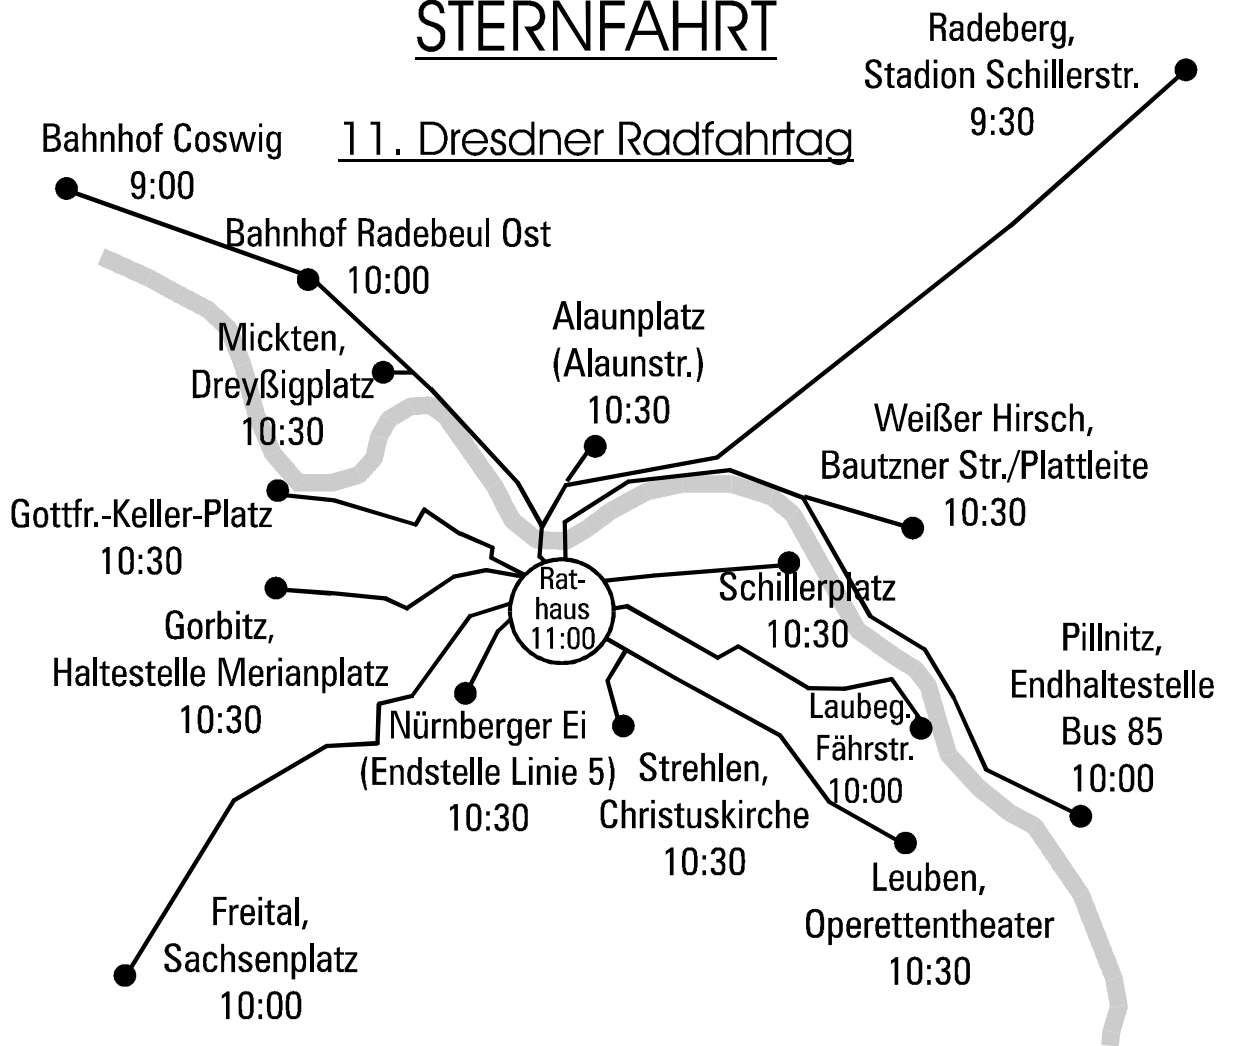 STERNFAHRT
11. Dresdner Radfahrtag
Radeberg,
Stadion Schillerstr.
9:30
Bahnhof Coswig
9:00
Bahnhof Radebeul Ost
10:00
Mickten,
Dreyßigplatz
10:30
Alaunplatz
(Alaunstr.)
10:30
Weißer Hirsch,
Bautzner Str./Plattleite
10:30
Gottfr.-Keller-Platz
10:30
Rat-
haus
11:00
Schillerplatz
10:30
Gorbitz,
Haltestelle Merianplatz
10:30
Pillnitz,
Endhaltestelle
Bus 85
10:00
Laubeg.
Fährstr.
10:00
Nürnberger Ei
(Endstelle Linie 5)
10:30
Strehlen,
Christuskirche
10:30
Leuben,
Operettentheater
10:30
Freital,
Sachsenplatz
10:00